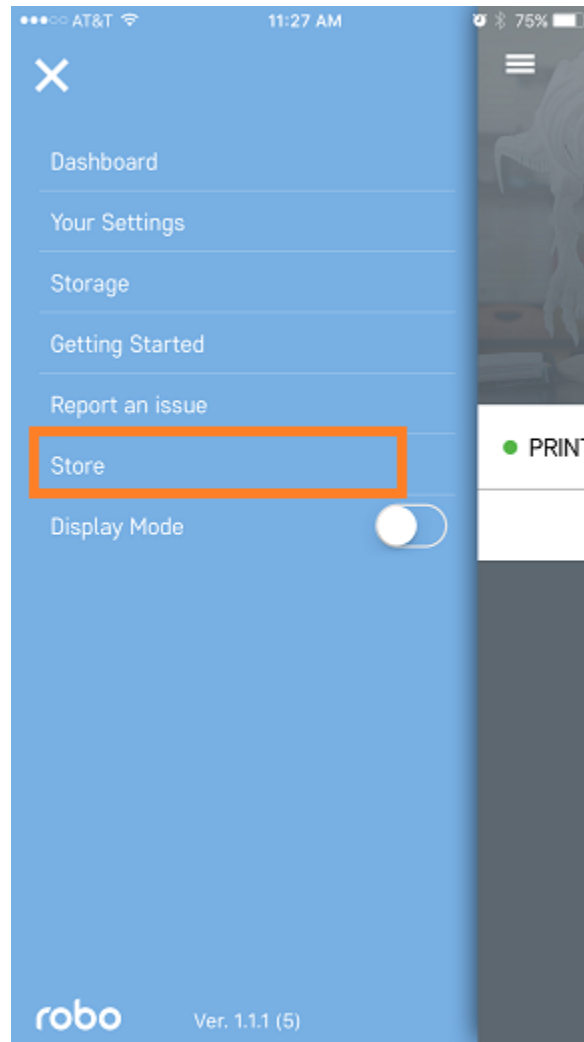 AT&T 11:27 AM 75%
Dashboard
Your Settings
Storage
Getting Started
Report an issue
Store
PRINT
Display Mode
robo Ver. 1.1.1 (5)